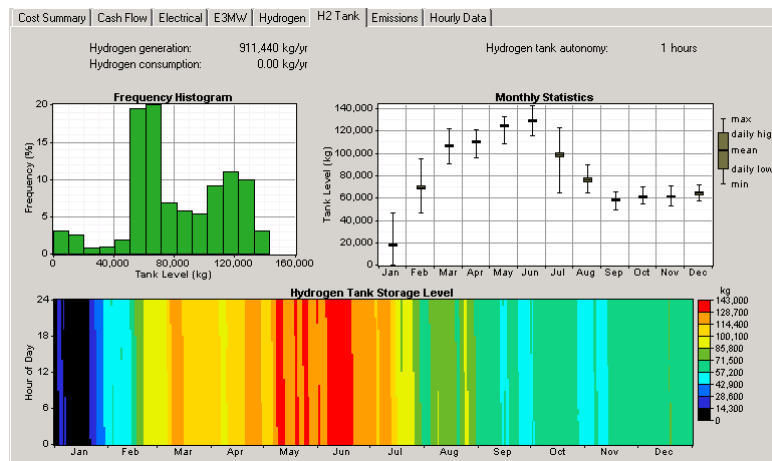 Cost Summary Cash Flow Electrical E3MW Hydrogen H2 Tank Emissions Hourly Data
Hydrogen generation: 911,440 kg/yr
Hydrogen consumption: 0.00 kg/yr
Hydrogen tank autonomy: 1 hours
Frequency Histogram
Frequency (%)
20
15
10
5
0
0 40,000 80,000 120,000 160,000
Tank Level (kg)
Monthly Statistics
Tank Level (kg)
140,000
120,000
100,000
80,000
60,000
40,000
20,000
0
Jan Feb Mar Apr May Jun Jul Aug Sep Oct Nov Dec
max
daily high
mean
daily low
min
Hydrogen Tank Storage Level
Hour of Day
24
18
12
6
0
Jan Feb Mar Apr May Jun Jul Aug Sep Oct Nov Dec
kg
143,000
128,700
114,400
100,100
85,800
71,500
57,200
42,900
28,600
14,300
0